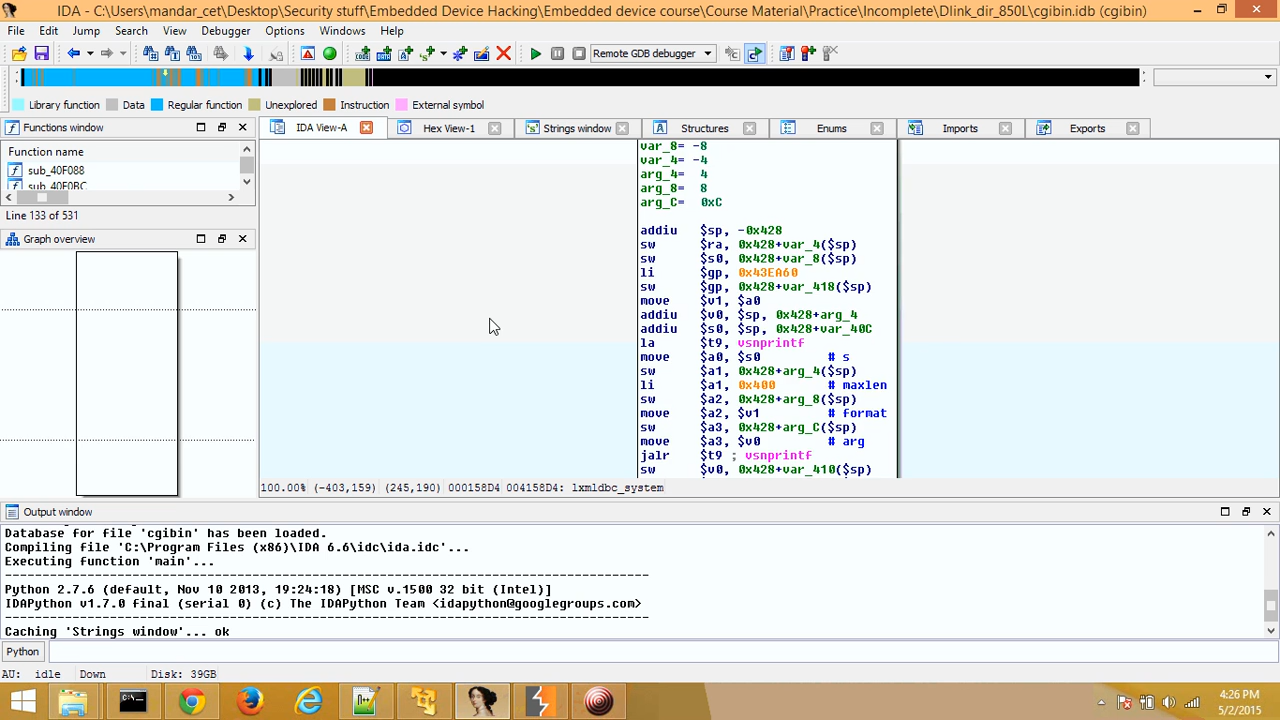 IDA - C:\Users\mandar_cet\Desktop\Security stuff\Embedded Device Hacking\Embedded device course\Course Material\Practice\Incomplete\Dlink_dir_850L\cgibin.idb (cgibin)
File Edit Jump Search View Debugger Options Windows Help
Remote GDB debugger
Library function Data Regular function Unexplored Instruction External symbol
Functions window
IDA View-A Hex View-1 Strings window Structures Enums Imports Exports
Function name
sub_40F088
sub_40F0BC
Line 133 of 531
Graph overview
var_8= -8
var_4= -4
arg_4= 4
arg_8= 8
arg_C= 0xC
addiu $sp, -0x428
sw $ra, 0x428+var_4($sp)
sw $s0, 0x428+var_8($sp)
li $gp, 0x43EA60
sw $gp, 0x428+var_418($sp)
move $v1, $a0
addiu $v0, $sp, 0x428+arg_4
addiu $s0, $sp, 0x428+var_40C
la $t9, vsnprintf
move $a0, $s0 # s
sw $a1, 0x428+arg_4($sp)
li $a1, 0x400 # maxlen
sw $a2, 0x428+arg_8($sp)
move $a2, $v1 # format
sw $a3, 0x428+arg_C($sp)
move $a3, $v0 # arg
jalr $t9 ; vsnprintf
sw $v0, 0x428+var_410($sp)
100.00% (-403,159) (245,190) 000158D4 004158D4: lxmldbc_system
Output window
Database for file 'cgibin' has been loaded.
Compiling file 'C:\Program Files (x86)\IDA 6.6\idc\ida.idc'...
Executing function 'main'...
Python 2.7.6 (default, Nov 10 2013, 19:24:18) [MSC v.1500 32 bit (Intel)]
IDAPython v1.7.0 final (serial 0) (c) The IDAPython Team <idapython@googlegroups.com>
Caching 'Strings window'... ok
Python
AU: idle Down Disk: 39GB
4:26 PM
5/2/2015